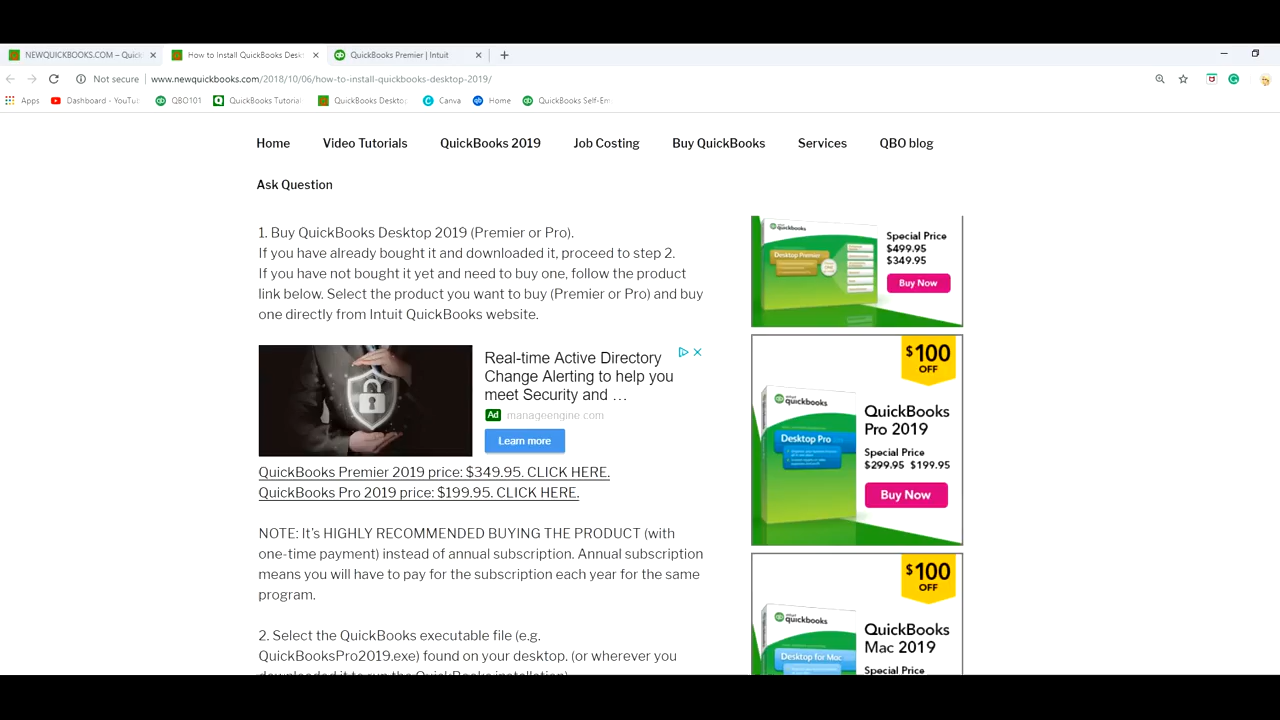 NEWQUICKBOOKS.COM – Quick
How to Install QuickBooks Deskt
QuickBooks Premier | Intuit
Not secure
www.newquickbooks.com/2018/10/06/how-to-install-quickbooks-desktop-2019/
Apps
Dashboard - YouTu
QBO101
QuickBooks Tutorial
QuickBooks Deskto
Canva
Home
QuickBooks Self-Em
Home
Video Tutorials
QuickBooks 2019
Job Costing
Buy QuickBooks
Services
QBO blog
Ask Question
1. Buy QuickBooks Desktop 2019 (Premier or Pro).
If you have already bought it and downloaded it, proceed to step 2.
If you have not bought it yet and need to buy one, follow the product
link below. Select the product you want to buy (Premier or Pro) and buy
one directly from Intuit QuickBooks website.
Real-time Active Directory
Change Alerting to help you
meet Security and …
Ad manageengine.com
Learn more
QuickBooks Premier 2019 price: $349.95. CLICK HERE.
QuickBooks Pro 2019 price: $199.95. CLICK HERE.
NOTE: It's HIGHLY RECOMMENDED BUYING THE PRODUCT (with
one-time payment) instead of annual subscription. Annual subscription
means you will have to pay for the subscription each year for the same
program.
2. Select the QuickBooks executable file (e.g.
QuickBooksPro2019.exe) found on your desktop. (or wherever you
downloaded it to run the QuickBooks installation)
quickbooks
Desktop Premier
Special Price
$499.95
$349.95
Buy Now
$100
OFF
quickbooks
Desktop Pro
QuickBooks
Pro 2019
Special Price
$299.95 $199.95
Buy Now
$100
OFF
quickbooks
Desktop for Mac
QuickBooks
Mac 2019
Special Price